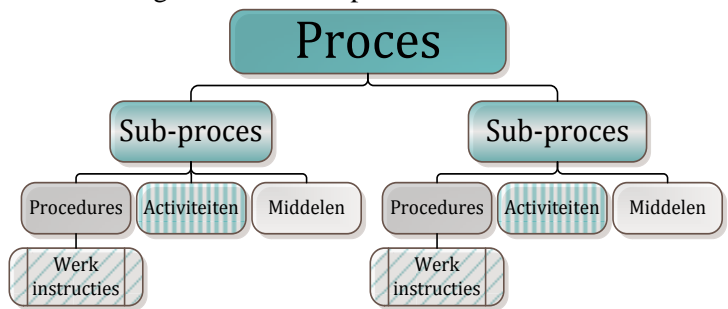 Proces
Sub-proces
Sub-proces
Procedures
Activiteiten
Middelen
Procedures
Activiteiten
Middelen
Werk
instructies
Werk
instructies